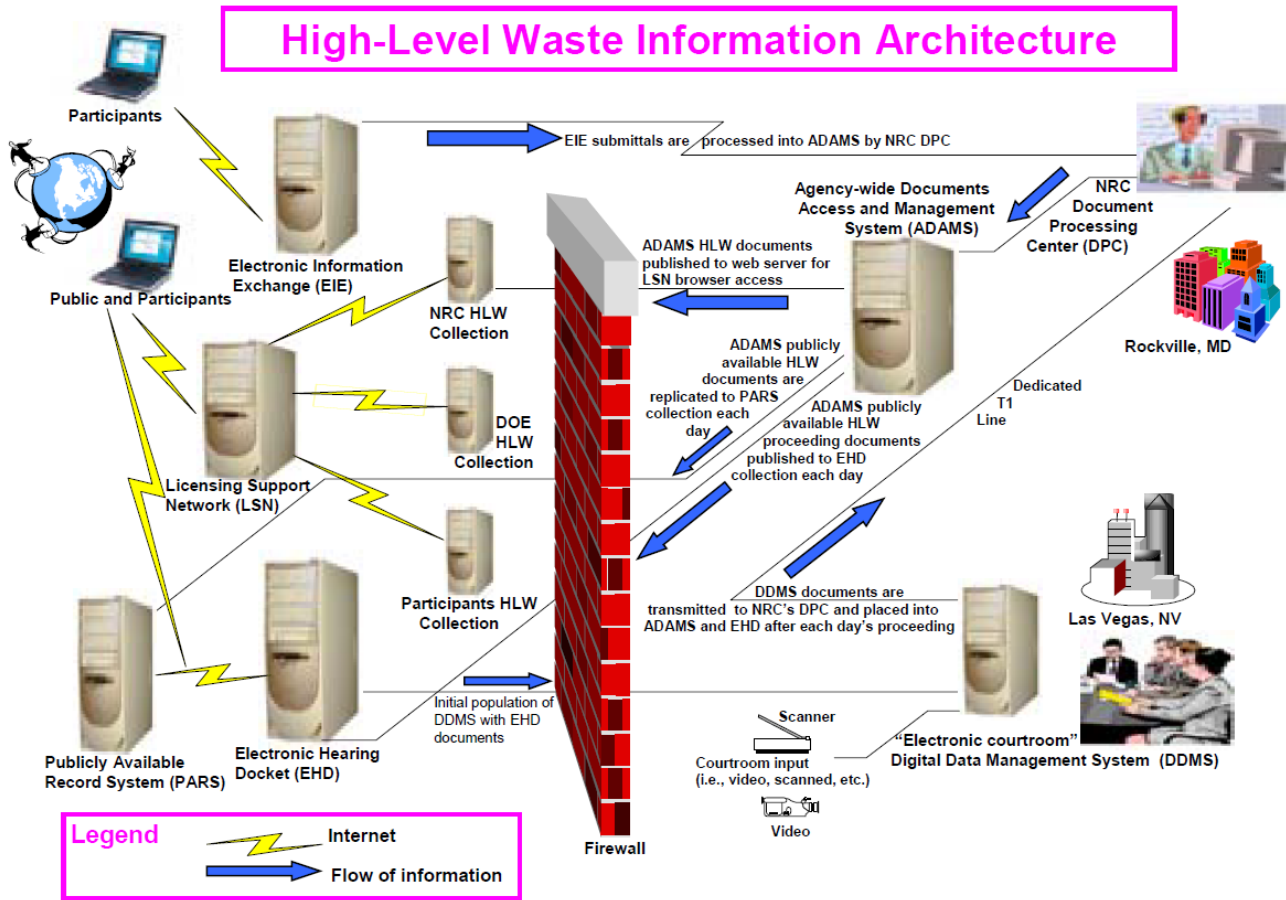 High-Level Waste Information Architecture
Participants
EIE submittals are processed into ADAMS by NRC DPC
Agency-wide Documents
Access and Management
System (ADAMS)
NRC
Document
Processing
Center (DPC)
Electronic Information
Exchange (EIE)
Public and Participants
NRC HLW
Collection
ADAMS HLW documents
published to web server for
LSN browser access
Rockville, MD
ADAMS publicly
available HLW
documents are
replicated to PARS
collection each
day
ADAMS publicly
available HLW
proceeding documents
published to EHD
collection each day
Dedicated
T1
Line
DOE
HLW
Collection
Licensing Support
Network (LSN)
Participants HLW
Collection
DDMS documents are
transmitted to NRC's DPC and placed into
ADAMS and EHD after each day's proceeding
Las Vegas, NV
Initial population of
DDMS with EHD
documents
Publicly Available
Record System (PARS)
Electronic Hearing
Docket (EHD)
Scanner
Courtroom input
(i.e., video, scanned, etc.)
Video
“Electronic courtroom”
Digital Data Management System (DDMS)
Firewall
Legend
Internet
Flow of information